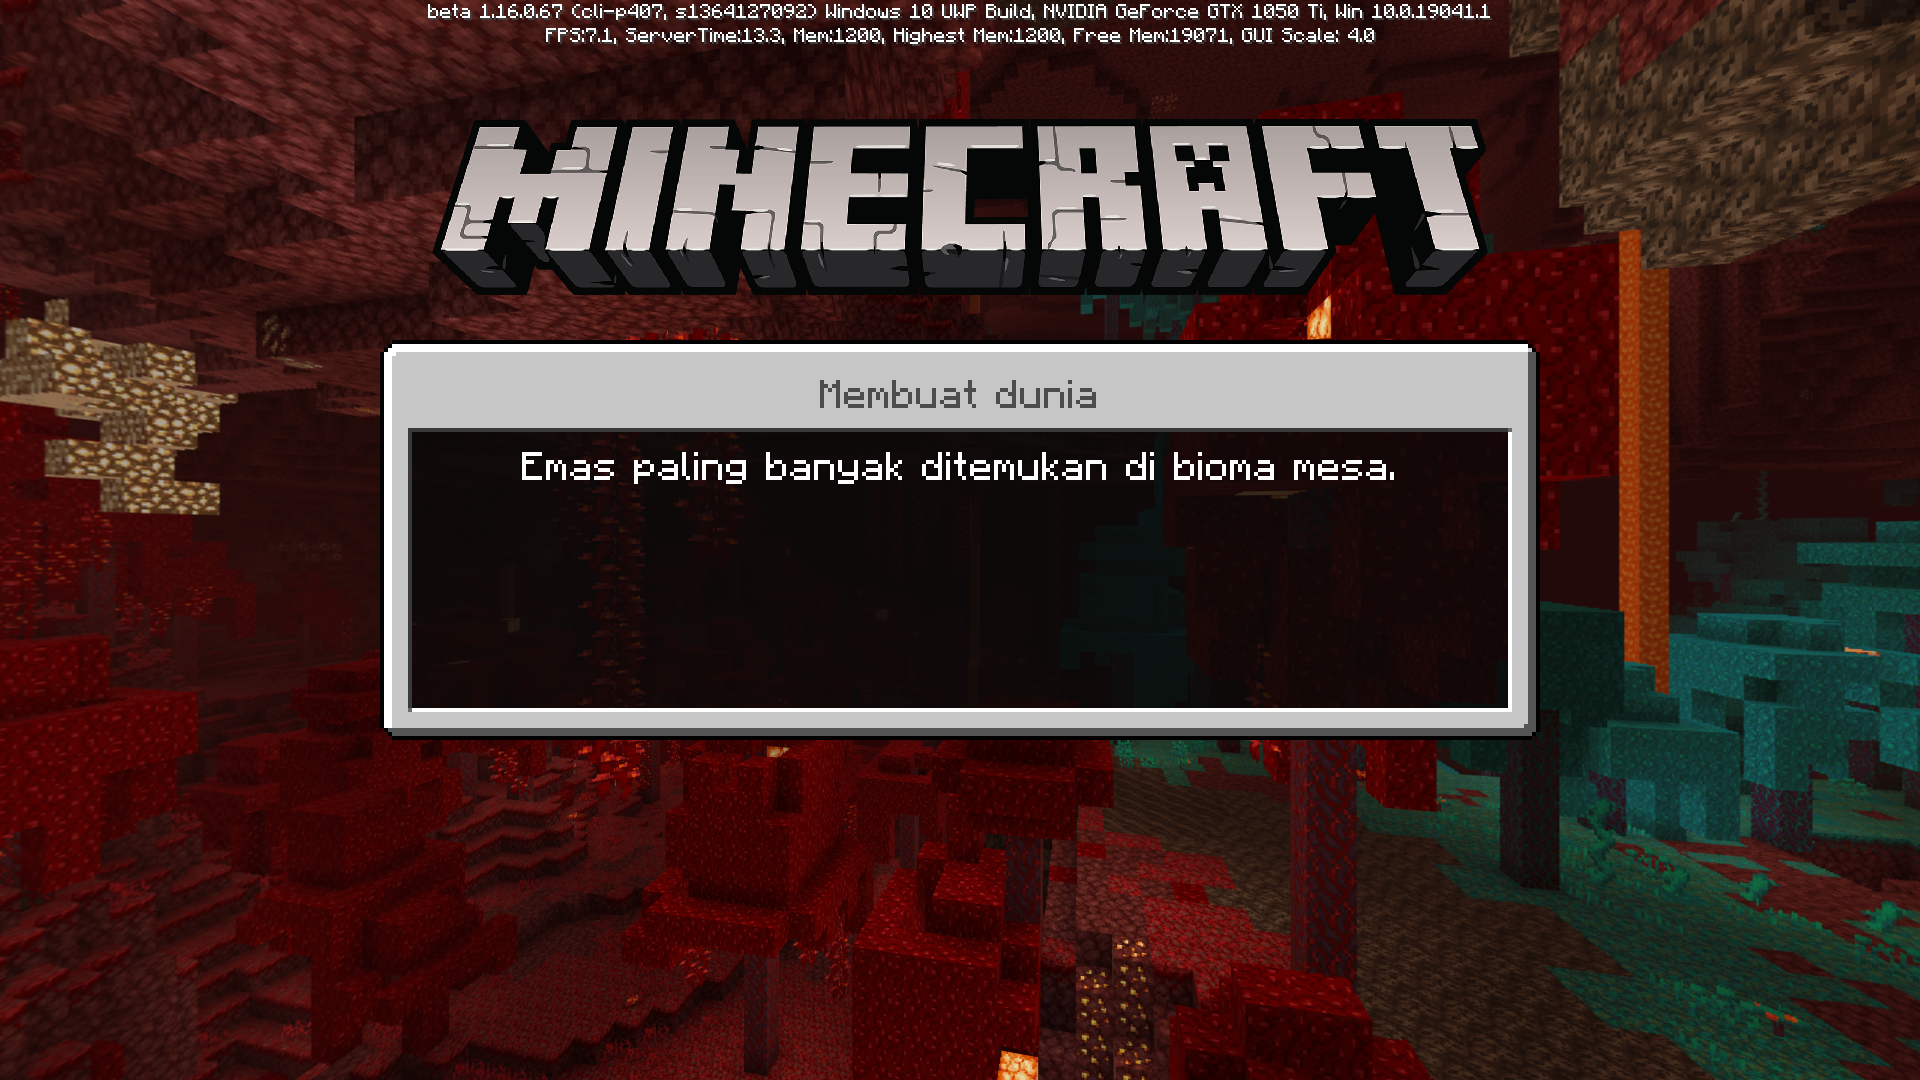 beta 1.16.0.67 (cli-p407, s1364127092) Windows 10 UWP Build, NVIDIA GeForce GTX 1050 Ti, Win 10.0.19041.1
FPS:7.1, ServerTime:13.3, Mem:1200, Highest Mem:1200, Free Mem:19071, GUI Scale: 4.0
MINECRAFT
Membuat dunia
Emas paling banyak ditemukan di bioma mesa.